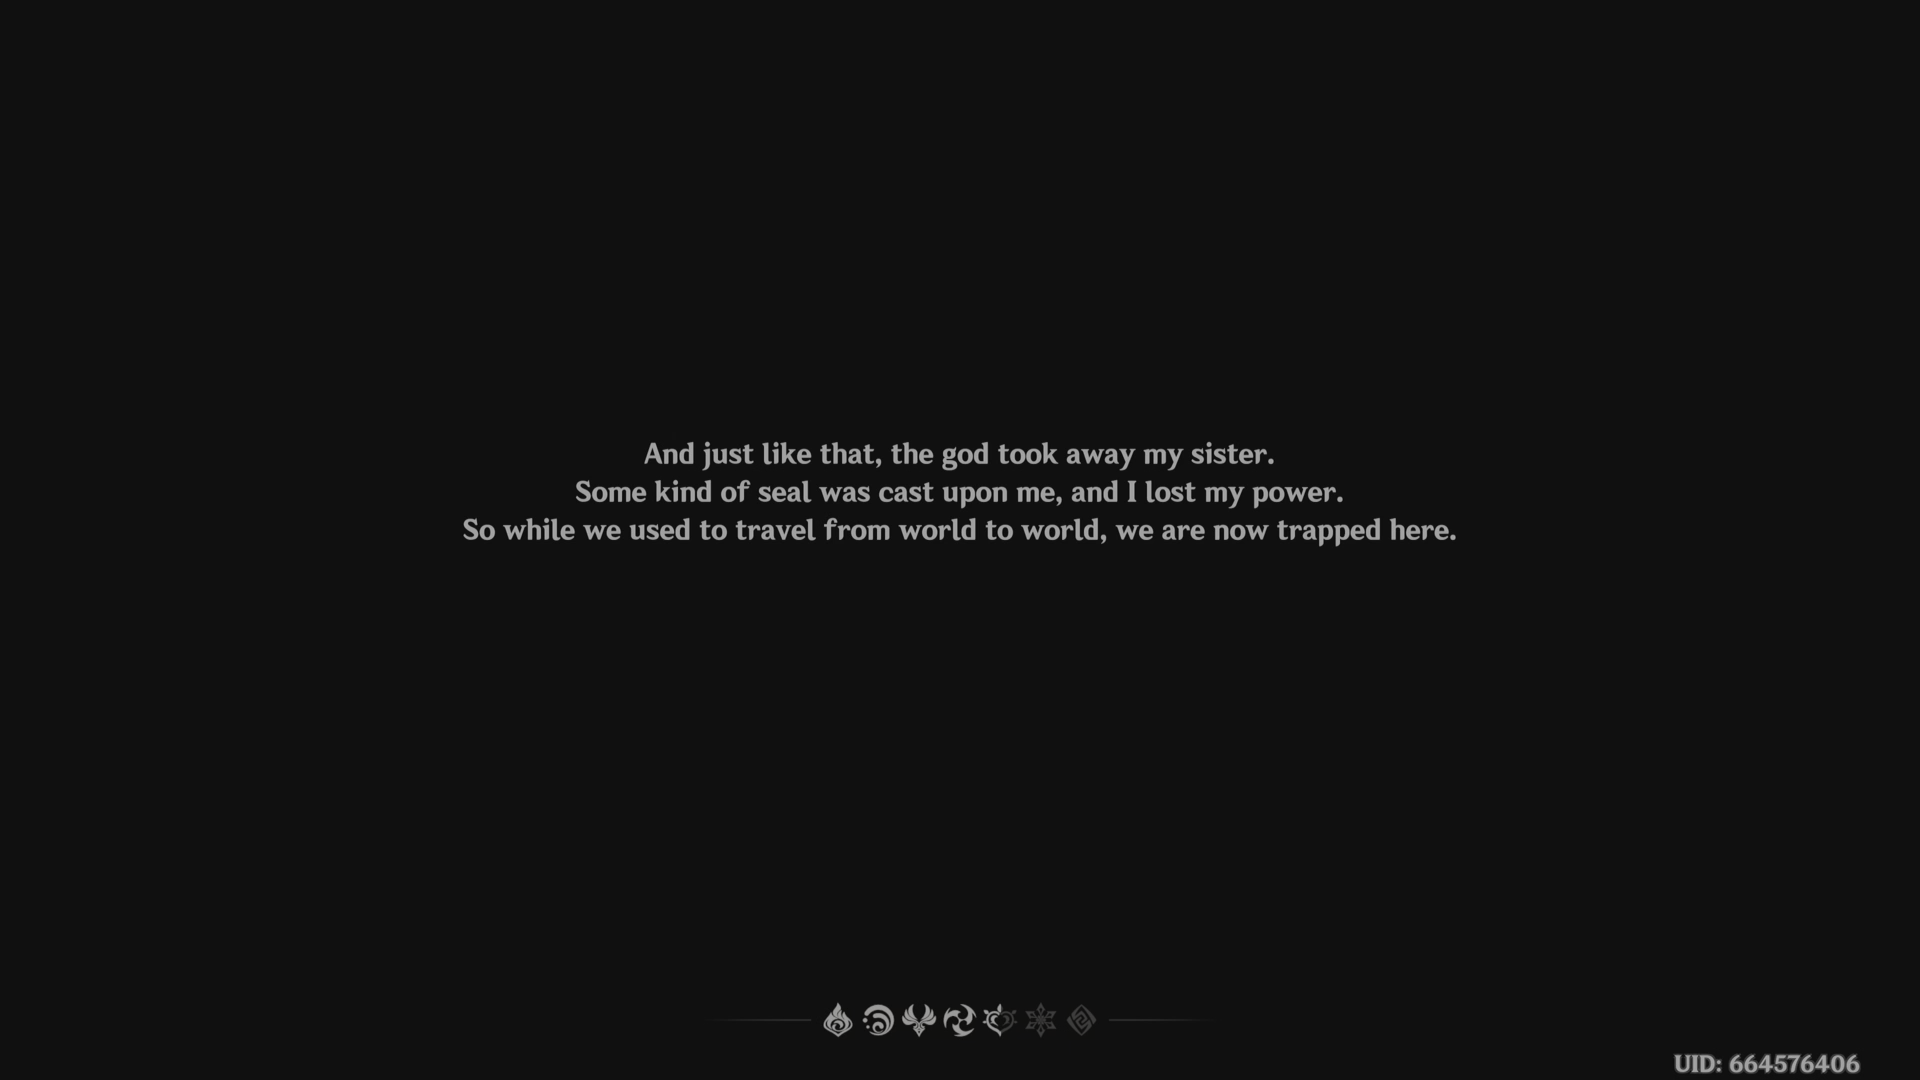 And just like that, the god took away my sister.
Some kind of seal was cast upon me, and I lost my power.
So while we used to travel from world to world, we are now trapped here.
UID: 664576406